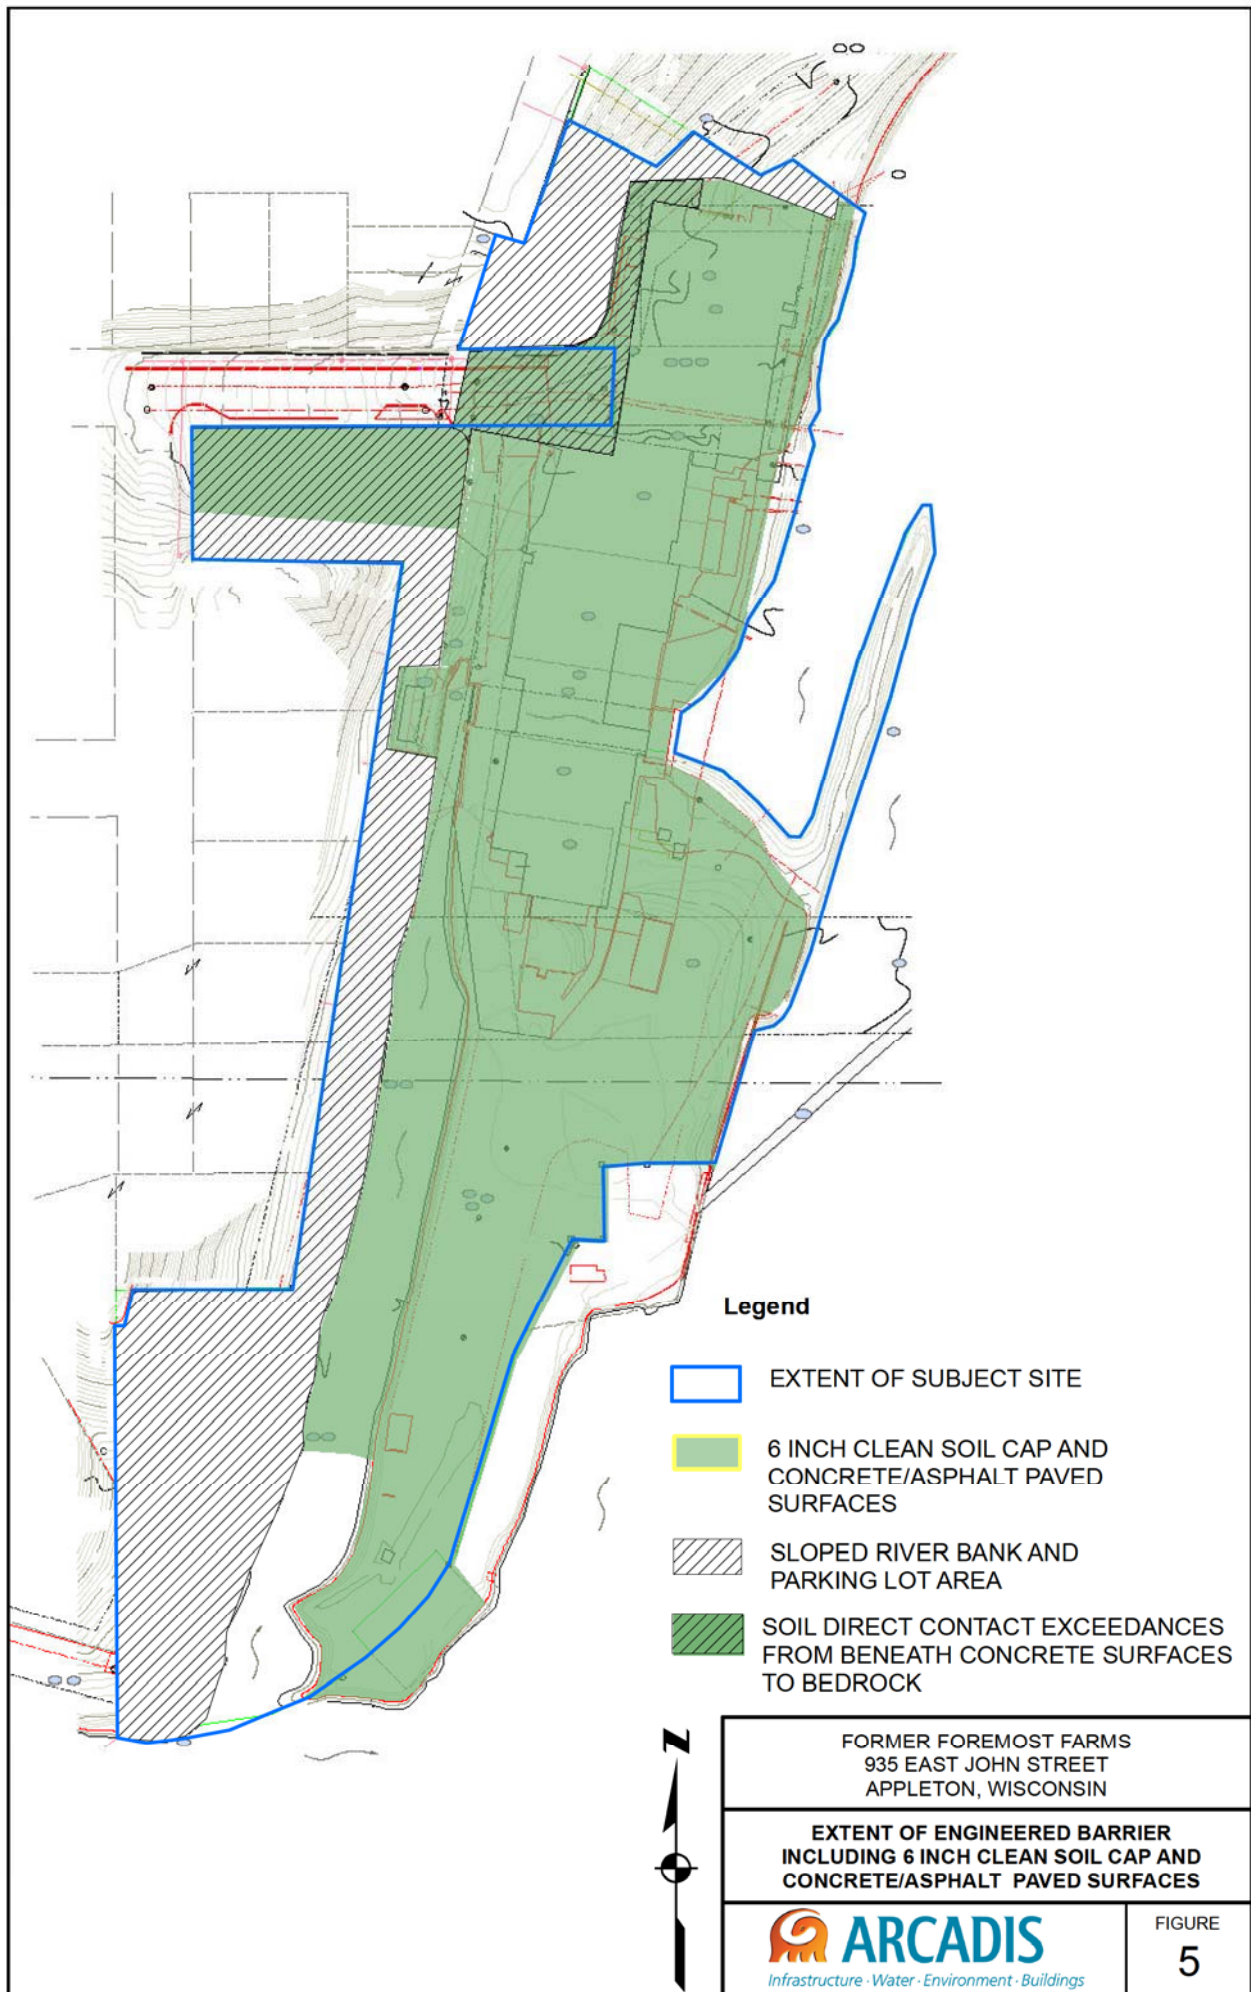 Legend
EXTENT OF SUBJECT SITE
6 INCH CLEAN SOIL CAP AND
CONCRETE/ASPHALT PAVED
SURFACES
SLOPED RIVER BANK AND
PARKING LOT AREA
SOIL DIRECT CONTACT EXCEEDANCES
FROM BENEATH CONCRETE SURFACES
TO BEDROCK
Z
FORMER FOREMOST FARMS
935 EAST JOHN STREET
APPLETON, WISCONSIN
EXTENT OF ENGINEERED BARRIER
INCLUDING 6 INCH CLEAN SOIL CAP AND
CONCRETE/ASPHALT PAVED SURFACES
ARCADIS
Infrastructure · Water · Environment · Buildings
FIGURE
5